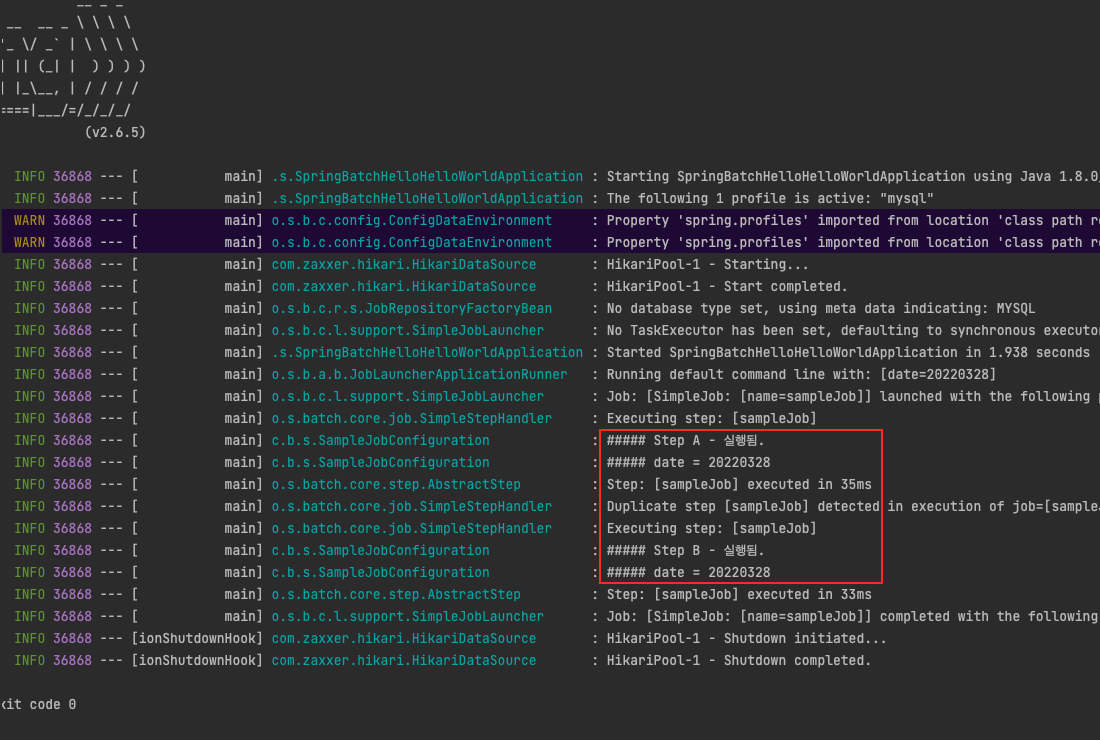 __ _ _
__  __ _ \ \ \ \
'_ \/ _` | \ \ \ \
| || (_| |  ) ) ) )
| |_\__, | / / / /
====|___/=/_/_/_/
(v2.6.5)
INFO 36868 --- [           main] .s.SpringBatchHelloHelloWorldApplication : Starting SpringBatchHelloHelloWorldApplication using Java 1.8.0
INFO 36868 --- [           main] .s.SpringBatchHelloHelloWorldApplication : The following 1 profile is active: "mysql"
WARN 36868 --- [           main] o.s.b.c.config.ConfigDataEnvironment     : Property 'spring.profiles' imported from location 'class path
WARN 36868 --- [           main] o.s.b.c.config.ConfigDataEnvironment     : Property 'spring.profiles' imported from location 'class path
INFO 36868 --- [           main] com.zaxxer.hikari.HikariDataSource       : HikariPool-1 - Starting...
INFO 36868 --- [           main] com.zaxxer.hikari.HikariDataSource       : HikariPool-1 - Start completed.
INFO 36868 --- [           main] o.s.b.c.r.s.JobRepositoryFactoryBean     : No database type set, using meta data indicating: MYSQL
INFO 36868 --- [           main] o.s.b.c.l.support.SimpleJobLauncher      : No TaskExecutor has been set, defaulting to synchronous executo
INFO 36868 --- [           main] .s.SpringBatchHelloHelloWorldApplication : Started SpringBatchHelloHelloWorldApplication in 1.938 seconds
INFO 36868 --- [           main] o.s.b.a.b.JobLauncherApplicationRunner   : Running default command line with: [date=20220328]
INFO 36868 --- [           main] o.s.b.c.l.support.SimpleJobLauncher      : Job: [SimpleJob: [name=sampleJob]] launched with the following
INFO 36868 --- [           main] o.s.batch.core.job.SimpleStepHandler     : Executing step: [sampleJob]
INFO 36868 --- [           main] c.b.s.SampleJobConfiguration             : ##### Step A - 실행됨.
INFO 36868 --- [           main] c.b.s.SampleJobConfiguration             : ##### date = 20220328
INFO 36868 --- [           main] o.s.batch.core.step.AbstractStep         : Step: [sampleJob] executed in 35ms
INFO 36868 --- [           main] o.s.batch.core.job.SimpleStepHandler     : Duplicate step [sampleJob] detected in execution of job=[sampleJ
INFO 36868 --- [           main] o.s.batch.core.job.SimpleStepHandler     : Executing step: [sampleJob]
INFO 36868 --- [           main] c.b.s.SampleJobConfiguration             : ##### Step B - 실행됨.
INFO 36868 --- [           main] c.b.s.SampleJobConfiguration             : ##### date = 20220328
INFO 36868 --- [           main] o.s.batch.core.step.AbstractStep         : Step: [sampleJob] executed in 33ms
INFO 36868 --- [           main] o.s.b.c.l.support.SimpleJobLauncher      : Job: [SimpleJob: [name=sampleJob]] completed with the following
INFO 36868 --- [ionShutdownHook] com.zaxxer.hikari.HikariDataSource       : HikariPool-1 - Shutdown initiated...
INFO 36868 --- [ionShutdownHook] com.zaxxer.hikari.HikariDataSource       : HikariPool-1 - Shutdown completed.
xit code 0